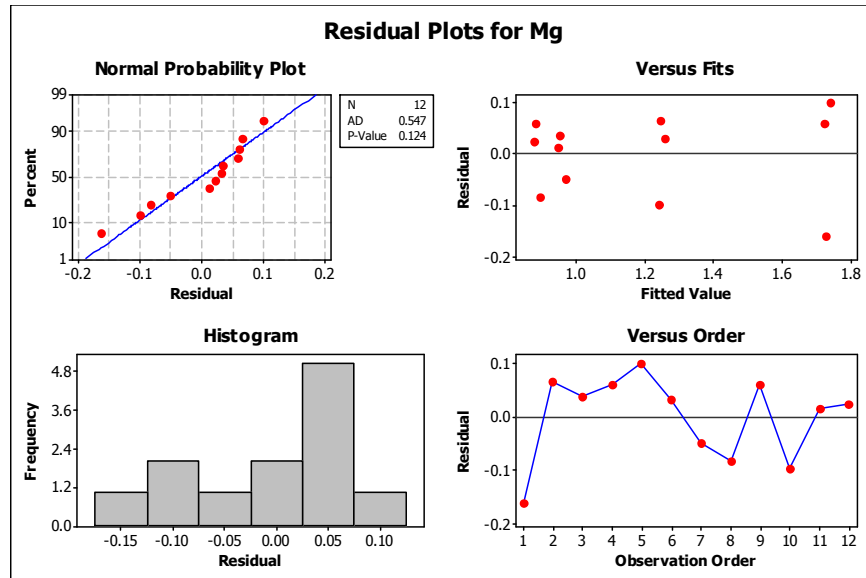 Residual Plots for Mg
Normal Probability Plot
99
90
50
10
1
Percent
-0.2 -0.1 0.0 0.1 0.2
Residual
N 12
AD 0.547
P-Value 0.124
Versus Fits
0.1
0.0
-0.1
-0.2
Residual
1.0 1.2 1.4 1.6 1.8
Fitted Value
Histogram
4.8
3.6
2.4
1.2
0.0
Frequency
-0.15 -0.10 -0.05 0.00 0.05 0.10
Residual
Versus Order
0.1
0.0
-0.1
-0.2
Residual
1 2 3 4 5 6 7 8 9 10 11 12
Observation Order